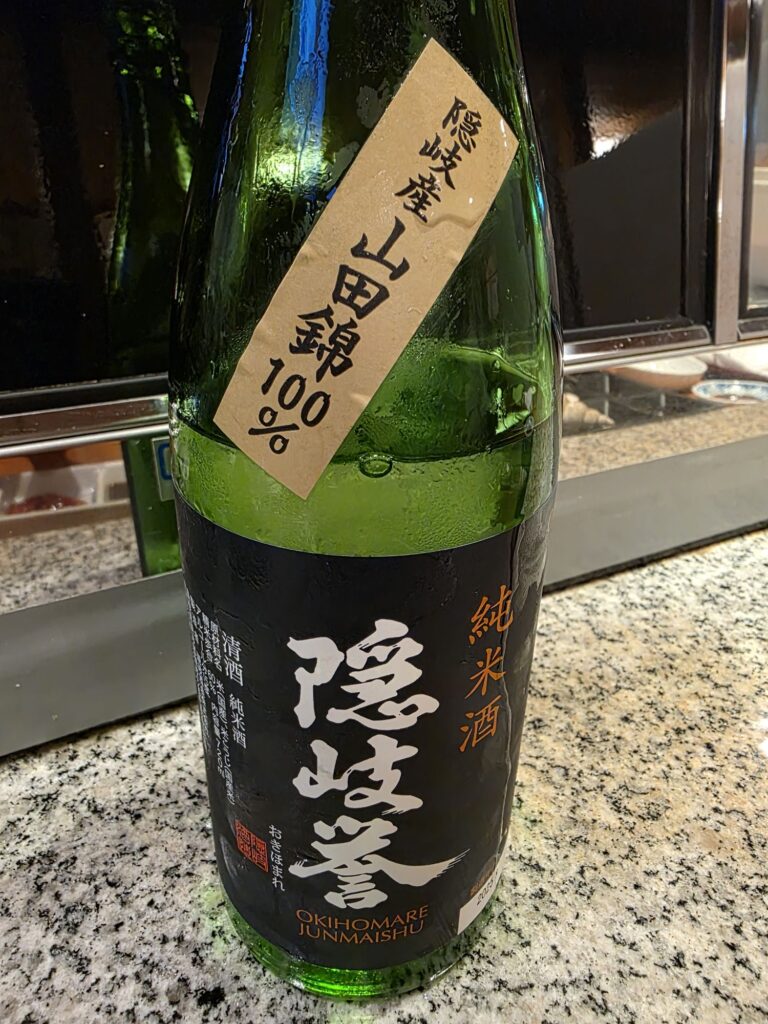 隠岐産 山田錦
100%
純米酒
隠岐誉
おきほまれ
OKIHOMARE
JUNMAISHU
清酒 純米酒